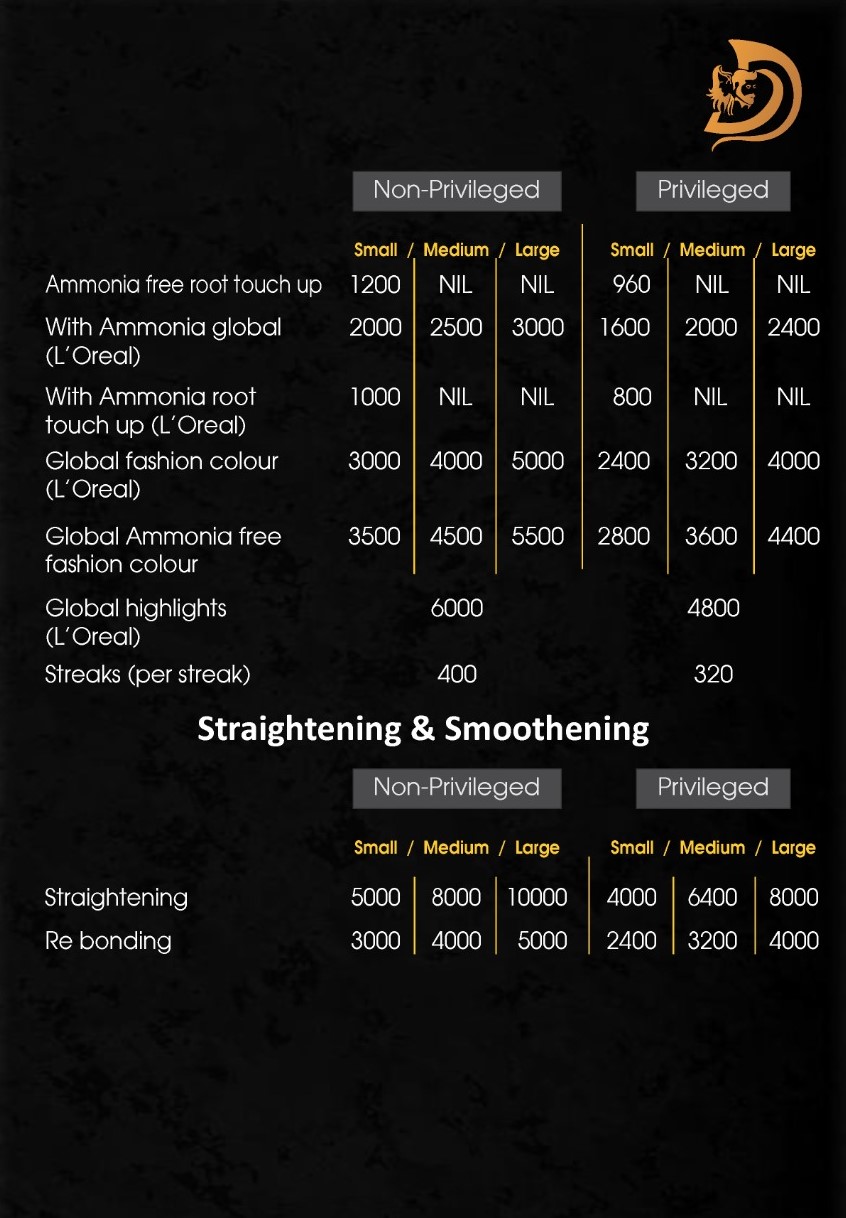 Non-Privileged Privileged
Small / Medium / Large Small / Medium / Large
Ammonia free root touch up 1200 NIL NIL 960 NIL NIL
With Ammonia global 2000 2500 3000 1600 2000 2400
(L'Oreal)
With Ammonia root 1000 NIL NIL 800 NIL NIL
touch up (L'Oreal)
Global fashion colour 3000 4000 5000 2400 3200 4000
(L'Oreal)
Global Ammonia free 3500 4500 5500 2800 3600 4400
fashion colour
Global highlights 6000 4800
(L'Oreal)
Streaks (per streak) 400 320
Straightening & Smoothening
Non-Privileged Privileged
Small / Medium / Large Small / Medium / Large
Straightening 5000 8000 10000 4000 6400 8000
Re bonding 3000 4000 5000 2400 3200 4000